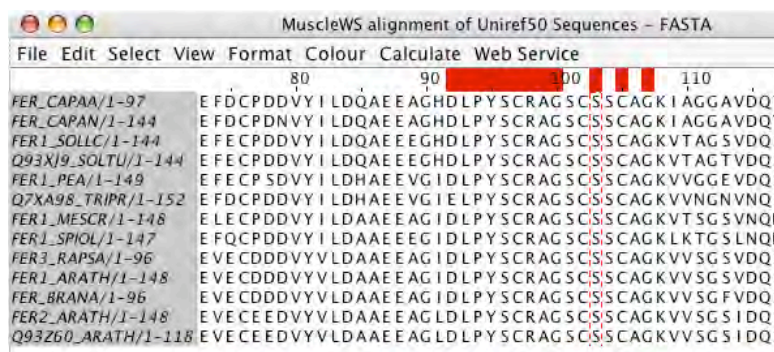 MuscleWS alignment of Uniref50 Sequences – FASTA
File Edit Select View Format Colour Calculate Web Service
80 90 100 110
FER_CAPAA/1-97 EFDCPDDVYILDQAEEAGHDLPYSCRAGSCSSCAGKIAGGAVDQ
FER_CAPAN/1-144 EFDCPDNVYILDQAEEAGHDLPYSCRAGSCSSCAGKIAGGAVDQ
FER1_SOLLC/1-144 EFECPDDVYILDQAEEEGHDLPYSCRAGSCSSCAGKVTAGSVDQ
Q93XJ9_SOLTU/1-144 EFECPDDVYILDQAEEEGHDLPYSCRAGSCSSCAGKVTAGTVDQ
FER1_PEA/1-149 EFECPSDVYILDHAEEVGIDLPYSCRAGSCSSCAGKVVGGEVDQ
Q7XA98_TRIPR/1-152 EFDCPDDVYILDHAEEVGIELPYSCRAGSCSSCAGKVVNGNVNQ
FER1_MESCR/1-148 ELECPDDVYILDAAEEAGIDLPYSCRAGSCSSCAGKVTSGSVNQ
FER1_SPIOL/1-147 EFQCPDDVYILDAAEEEGIDLPYSCRAGSCSSCAGKLKTGSLNQ
FER3_RAPSA/1-96 EVECDDDVYVLDAAEEAGIDLPYSCRAGSCSSCAGKVVSGSVDQ
FER1_ARATH/1-148 EVECDDDVYVLDAAEEAGIDLPYSCRAGSCSSCAGKVVSGSVDQ
FER_BRANA/1-96 EVECDDDVYVLDAAEEAGIDLPYSCRAGSCSSCAGKVVSGFVDQ
FER2_ARATH/1-148 EVECEEDVYVLDAAEEAGLDLPYSCRAGSCSSCAGKVVSGSIDQ
Q93Z60_ARATH/1-118 EVECEEDVYVLDAAEEAGLDLPYSCRAGSCSSCAGKVVSGSIDQ